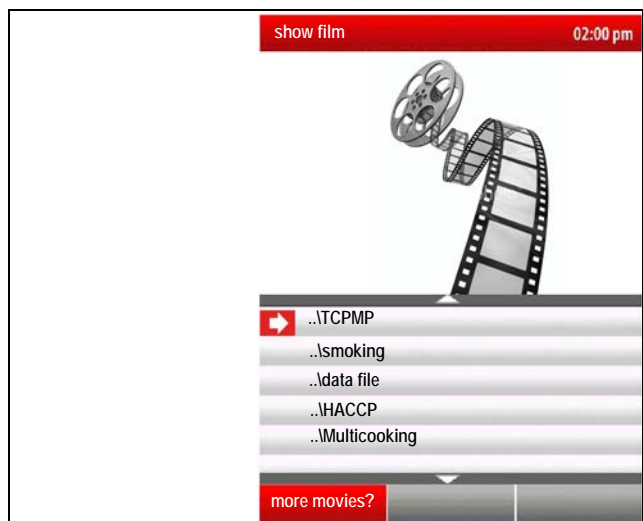 show film 02:00 pm
..\TCPMP
..\smoking
..\data file
..\HACCP
..\Multicooking
more movies?